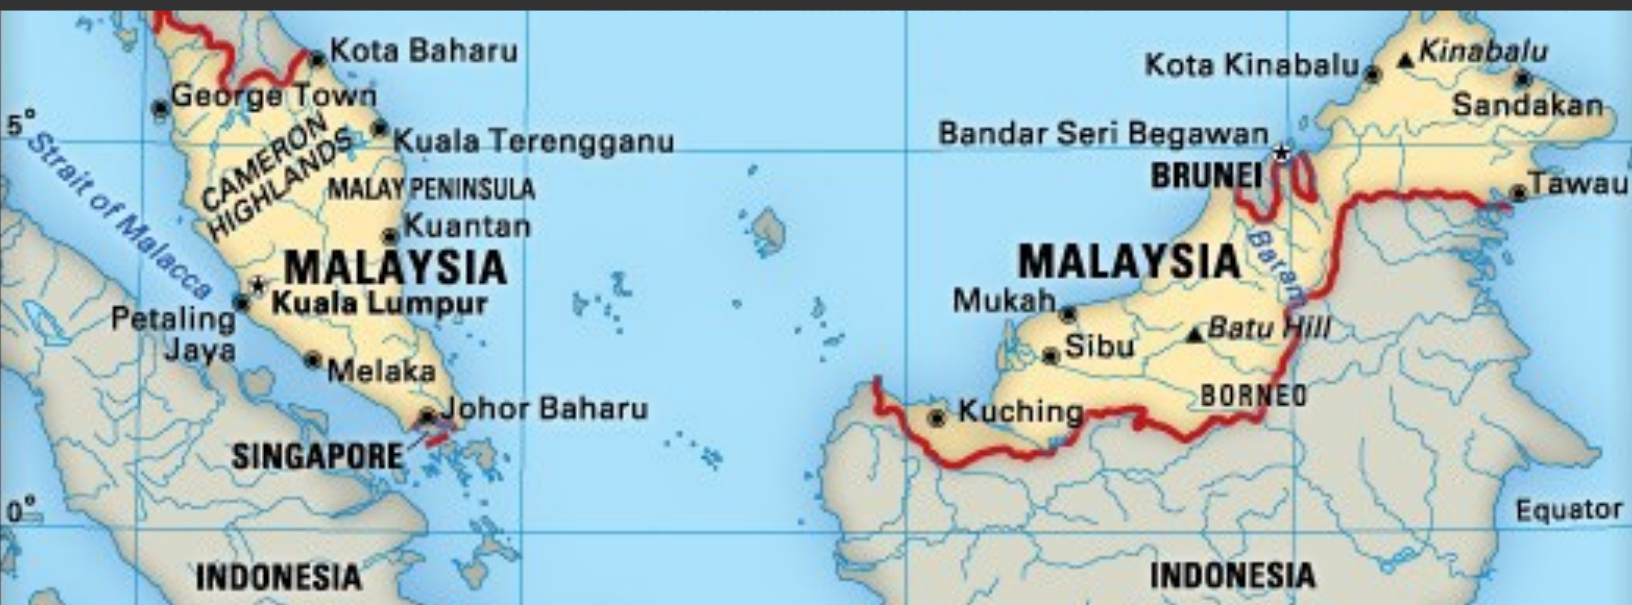 Kota Baharu
Kota Kinabalu
Kinabalu
George Town
Sandakan
5°
Kuala Terengganu
Bandar Seri Begawan
CAMERON
HIGHLANDS
MALAY PENINSULA
BRUNEI
Tawau
Strait of Malacca
Kuantan
Baram
MALAYSIA
MALAYSIA
Kuala Lumpur
Mukah
Petaling
Jaya
Batu Hill
Sibu
Melaka
BORNEO
Johor Baharu
Kuching
SINGAPORE
0°
Equator
INDONESIA
INDONESIA